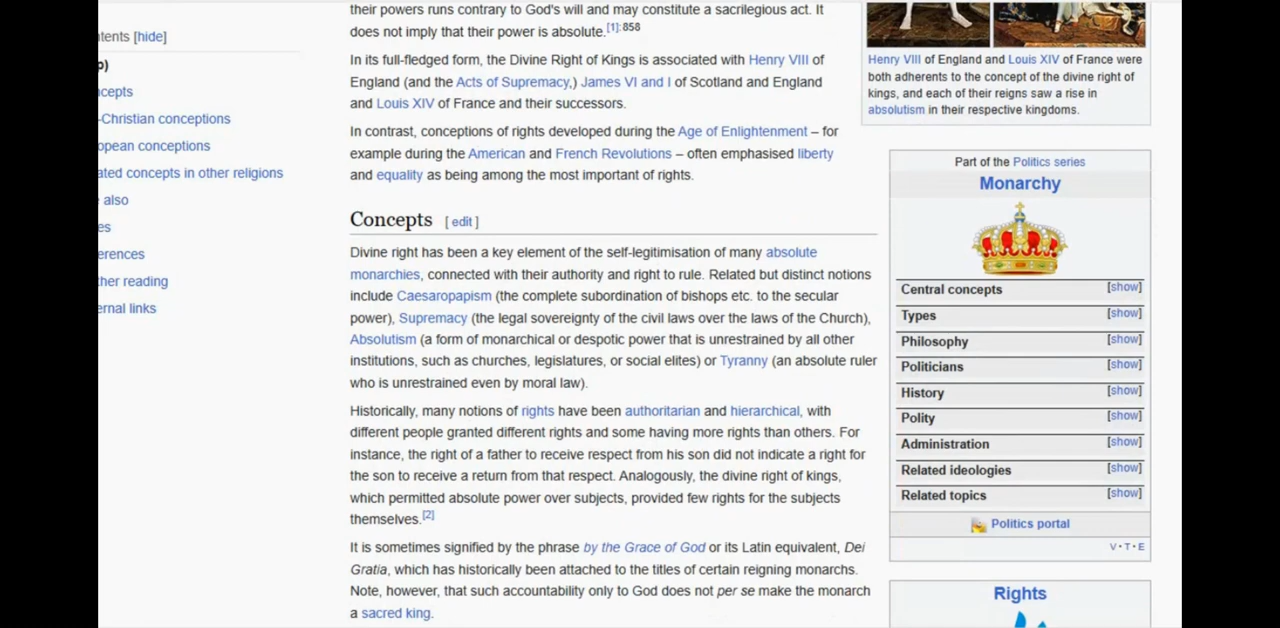 their powers runs contrary to God's will and may constitute a sacrilegious act. It
does not imply that their power is absolute.[1]: 858
In its full-fledged form, the Divine Right of Kings is associated with Henry VIII of
England (and the Acts of Supremacy,) James VI and I of Scotland and England
and Louis XIV of France and their successors.
In contrast, conceptions of rights developed during the Age of Enlightenment – for
example during the American and French Revolutions – often emphasised liberty
and equality as being among the most important of rights.
Concepts [ edit ]
Divine right has been a key element of the self-legitimisation of many absolute
monarchies, connected with their authority and right to rule. Related but distinct notions
include Caesaropapism (the complete subordination of bishops etc. to the secular
power), Supremacy (the legal sovereignty of the civil laws over the laws of the Church),
Absolutism (a form of monarchical or despotic power that is unrestrained by all other
institutions, such as churches, legislatures, or social elites) or Tyranny (an absolute ruler
who is unrestrained even by moral law).
Historically, many notions of rights have been authoritarian and hierarchical, with
different people granted different rights and some having more rights than others. For
instance, the right of a father to receive respect from his son did not indicate a right for
the son to receive a return from that respect. Analogously, the divine right of kings,
which permitted absolute power over subjects, provided few rights for the subjects
themselves.[2]
It is sometimes signified by the phrase by the Grace of God or its Latin equivalent, Dei
Gratia, which has historically been attached to the titles of certain reigning monarchs.
Note, however, that such accountability only to God does not per se make the monarch
a sacred king.
ntents [hide]
p)
cepts
-Christian conceptions
opean conceptions
ated concepts in other religions
also
es
erences
ther reading
ernal links
Henry VIII of England and Louis XIV of France were
both adherents to the concept of the divine right of
kings, and each of their reigns saw a rise in
absolutism in their respective kingdoms.
Part of the Politics series
Monarchy
Central concepts [show]
Types [show]
Philosophy [show]
Politicians [show]
History [show]
Polity [show]
Administration [show]
Related ideologies [show]
Related topics [show]
Politics portal
V · T · E
Rights